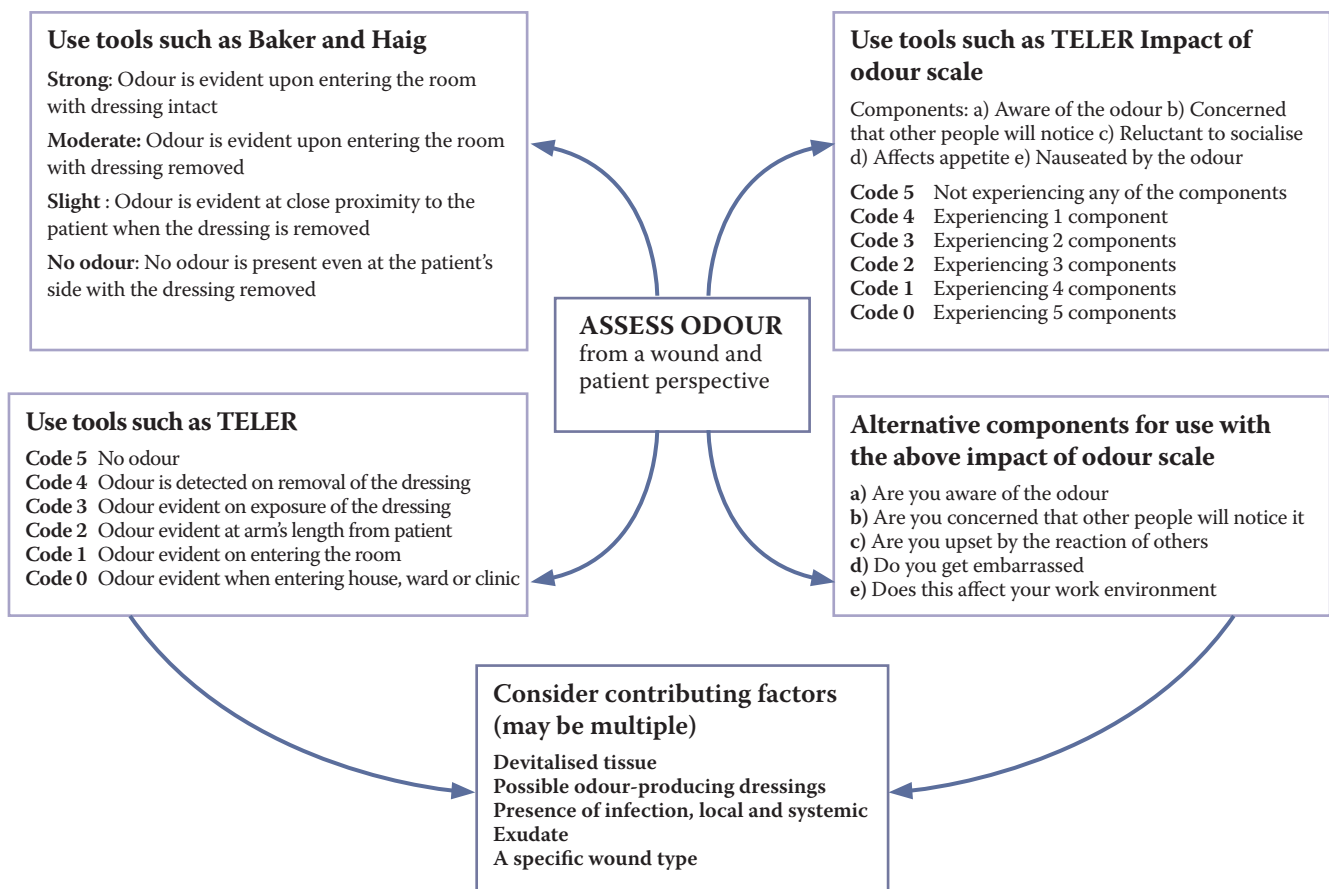 Use tools such as Baker and Haig
Strong: Odour is evident upon entering the room
with dressing intact
Moderate: Odour is evident upon entering the room
with dressing removed
Slight : Odour is evident at close proximity to the
patient when the dressing is removed
No odour: No odour is present even at the patient's
side with the dressing removed
Use tools such as TELER Impact of
odour scale
Components: a) Aware of the odour b) Concerned
that other people will notice c) Reluctant to socialise
d) Affects appetite e) Nauseated by the odour
Code 5 Not experiencing any of the components
Code 4 Experiencing 1 component
Code 3 Experiencing 2 components
Code 2 Experiencing 3 components
Code 1 Experiencing 4 components
Code 0 Experiencing 5 components
ASSESS ODOUR
from a wound and
patient perspective
Use tools such as TELER
Code 5 No odour
Code 4 Odour is detected on removal of the dressing
Code 3 Odour evident on exposure of the dressing
Code 2 Odour evident at arm's length from patient
Code 1 Odour evident on entering the room
Code 0 Odour evident when entering house, ward or clinic
Alternative components for use with
the above impact of odour scale
a) Are you aware of the odour
b) Are you concerned that other people will notice it
c) Are you upset by the reaction of others
d) Do you get embarrassed
e) Does this affect your work environment
Consider contributing factors
(may be multiple)
Devitalised tissue
Possible odour-producing dressings
Presence of infection, local and systemic
Exudate
A specific wound type